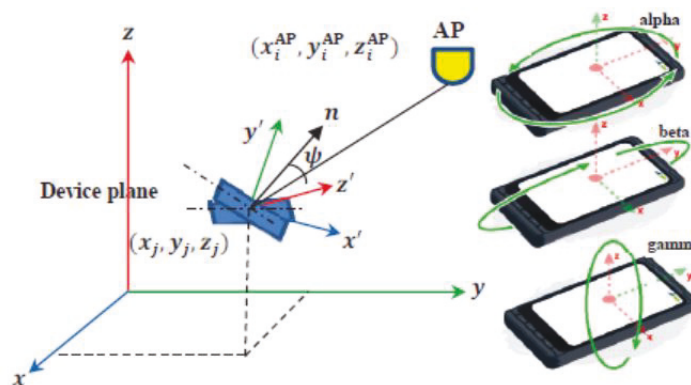 z
(x_i^AP, y_i^AP, z_i^AP)
AP
y′
n
ψ
Device plane
z′
(x_j, y_j, z_j)
x′
y
x
z
alpha
y
x
z
beta
y
x
z
gamm
y
x